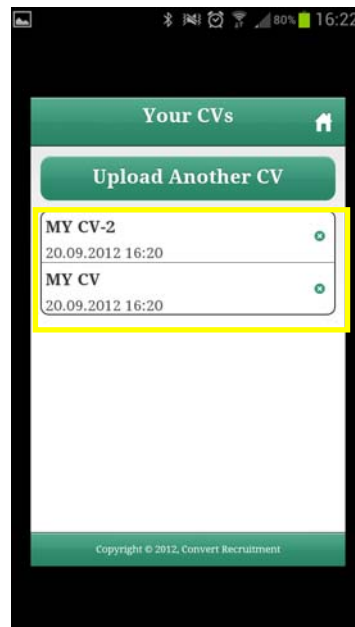 80% 16:22
Your CVs
Upload Another CV
MY CV-2
20.09.2012 16:20
MY CV
20.09.2012 16:20
Copyright © 2012, Convert Recruitment